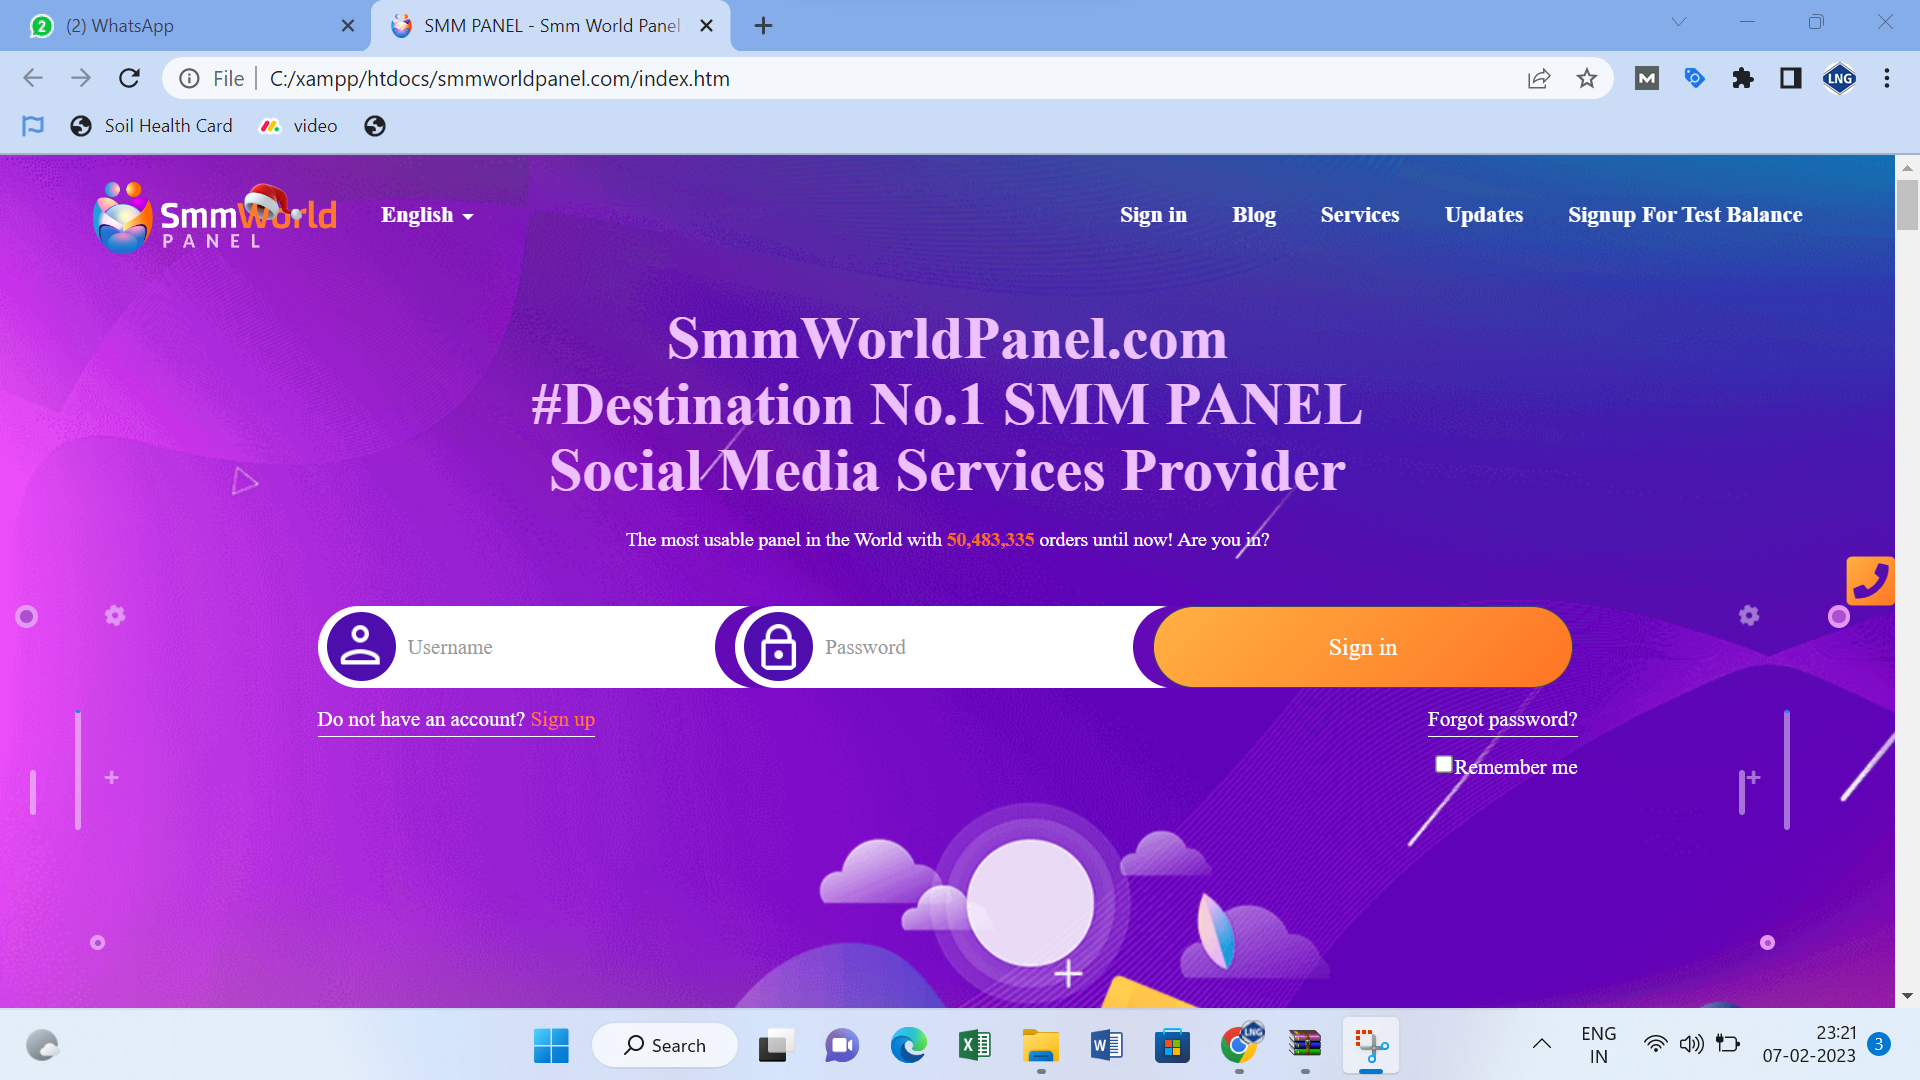 2
(2) WhatsApp
SMM PANEL - Smm World Panel
File
C:/xampp/htdocs/smmworldpanel.com/index.htm
M
LNG
Soil Health Card
video
SmmWorld
PANEL
English
Sign in
Blog
Services
Updates
Signup For Test Balance
SmmWorldPanel.com
#Destination No.1 SMM PANEL
Social Media Services Provider
The most usable panel in the World with 50,483,335 orders until now! Are you in?
Username
Password
Sign in
Do not have an account? Sign up
Forgot password?
Remember me
Search
LNG
ENG
IN
23:21
07-02-2023
3